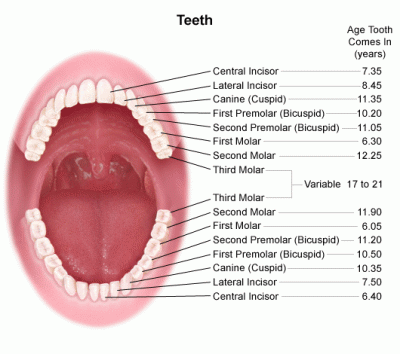 Teeth
Age Tooth
Comes In
(years)
Central Incisor 7.35
Lateral Incisor 8.45
Canine (Cuspid) 11.35
First Premolar (Bicuspid) 10.20
Second Premolar (Bicuspid) 11.05
First Molar 6.30
Second Molar 12.25
Third Molar
Variable 17 to 21
Third Molar
Second Molar 11.90
First Molar 6.05
Second Premolar (Bicuspid) 11.20
First Premolar (Bicuspid) 10.50
Canine (Cuspid) 10.35
Lateral Incisor 7.50
Central Incisor 6.40